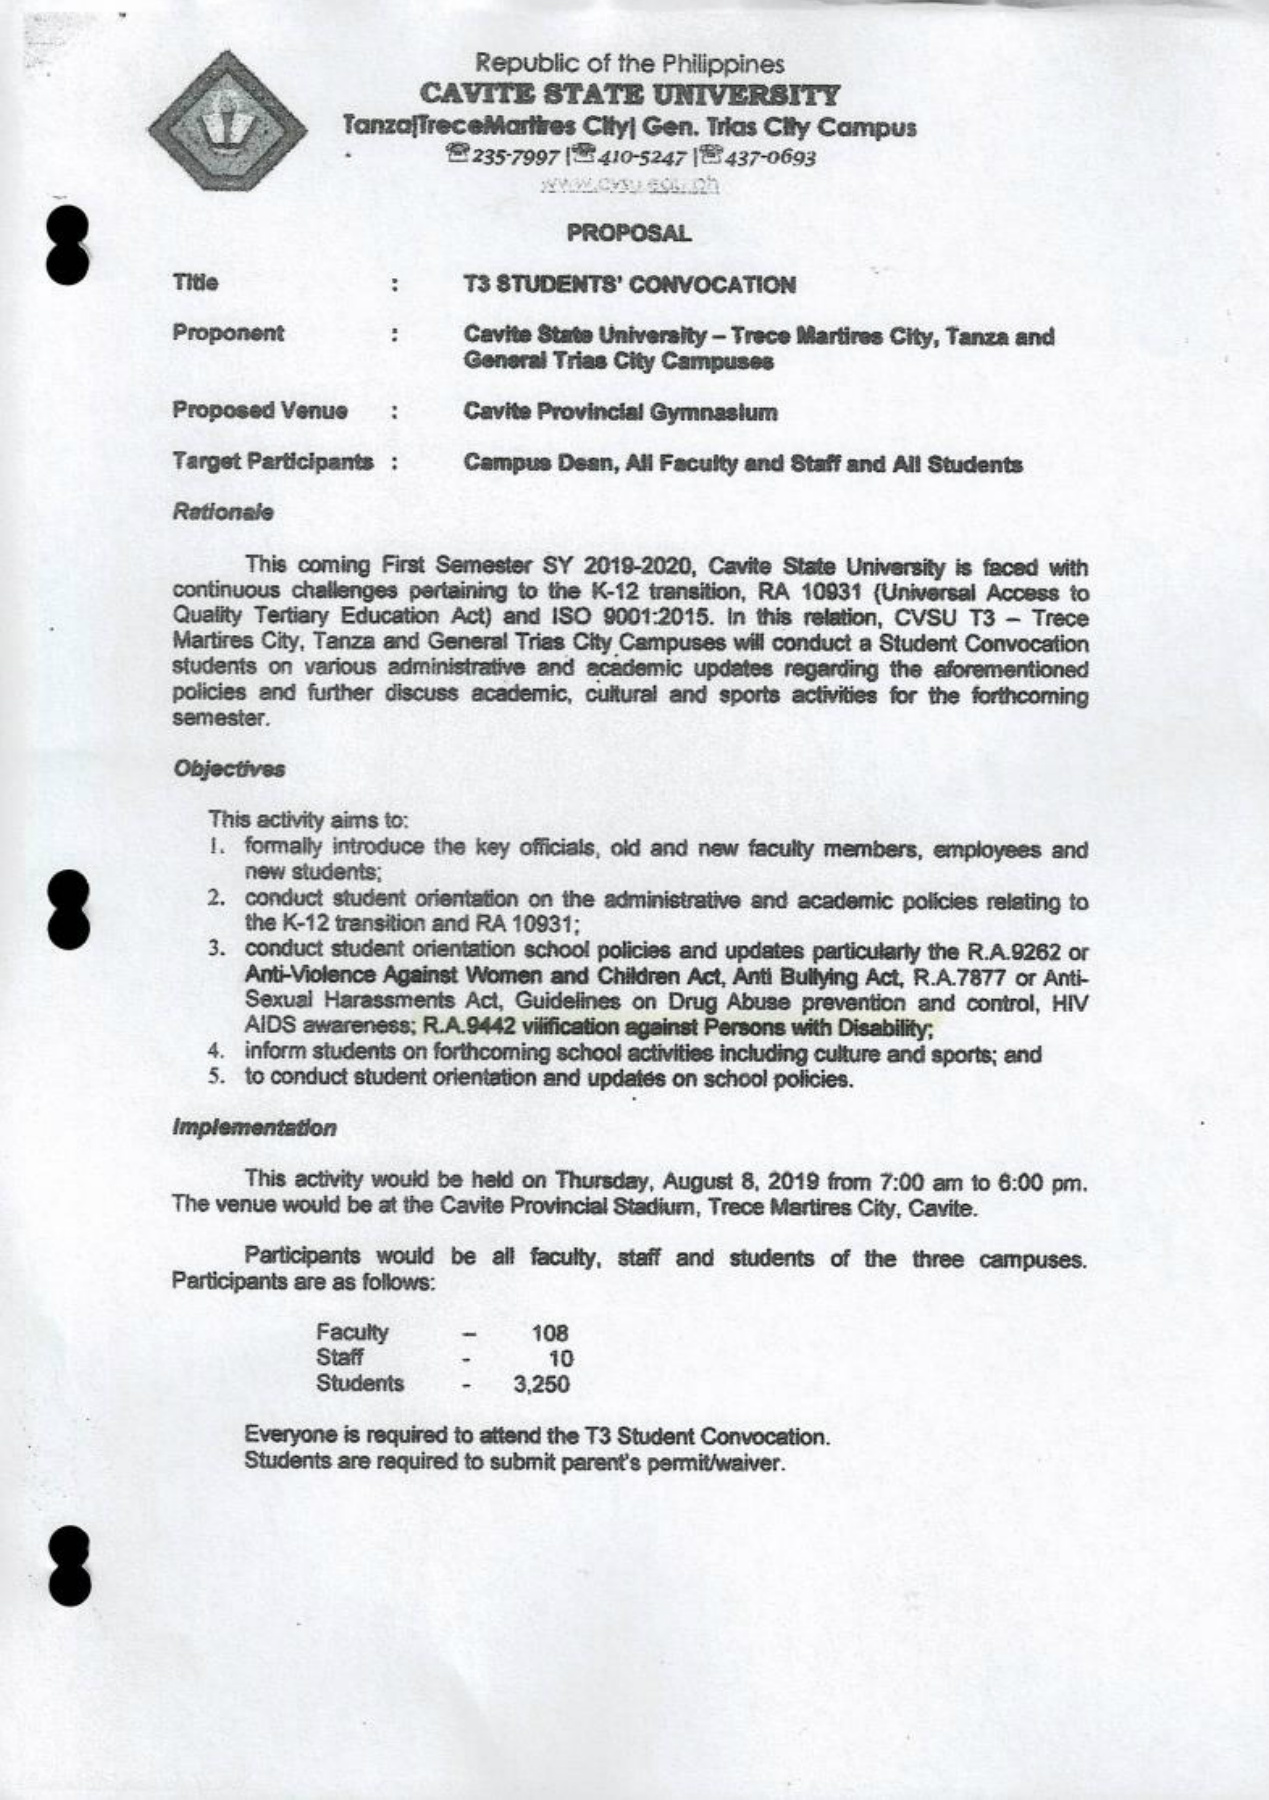 Republic of the Philippines
CAVITE STATE UNIVERSITY
Tanza|TreceMartires City| Gen. Trias City Campus
☎235-7997 |☎410-5247 |☎437-0693
www.cvsu.edu.ph
PROPOSAL
Title : T3 STUDENTS' CONVOCATION
Proponent : Cavite State University – Trece Martires City, Tanza and
General Trias City Campuses
Proposed Venue : Cavite Provincial Gymnasium
Target Participants : Campus Dean, All Faculty and Staff and All Students
Rationale
This coming First Semester SY 2019-2020, Cavite State University is faced with
continuous challenges pertaining to the K-12 transition, RA 10931 (Universal Access to
Quality Tertiary Education Act) and ISO 9001:2015. In this relation, CVSU T3 – Trece
Martires City, Tanza and General Trias City Campuses will conduct a Student Convocation
students on various administrative and academic updates regarding the aforementioned
policies and further discuss academic, cultural and sports activities for the forthcoming
semester.
Objectives
This activity aims to:
1. formally introduce the key officials, old and new faculty members, employees and
new students;
2. conduct student orientation on the administrative and academic policies relating to
the K-12 transition and RA 10931;
3. conduct student orientation school policies and updates particularly the R.A.9262 or
Anti-Violence Against Women and Children Act, Anti Bullying Act, R.A.7877 or Anti-
Sexual Harassments Act, Guidelines on Drug Abuse prevention and control, HIV
AIDS awareness; R.A.9442 vilification against Persons with Disability;
4. inform students on forthcoming school activities including culture and sports; and
5. to conduct student orientation and updates on school policies.
Implementation
This activity would be held on Thursday, August 8, 2019 from 7:00 am to 6:00 pm.
The venue would be at the Cavite Provincial Stadium, Trece Martires City, Cavite.
Participants would be all faculty, staff and students of the three campuses.
Participants are as follows:
Faculty – 108
Staff - 10
Students - 3,250
Everyone is required to attend the T3 Student Convocation.
Students are required to submit parent's permit/waiver.